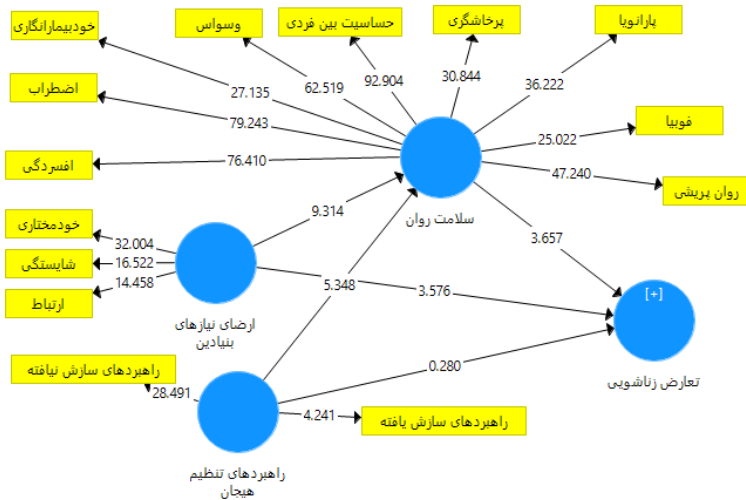 خودبیمارانگاری
وسواس
حساسیت بین فردی
پرخاشگری
پارانویا
27.135
62.519
92.904
30.844
36.222
اضطراب
79.243
فوبیا
25.022
افسردگی
76.410
47.240
روان پریشی
سلامت روان
خودمختاری
32.004
9.314
3.657
شایستگی
16.522
ارتباط
14.458
5.348
3.576
[+]
ارضای نیازهای
بنیادین
راهبردهای سازش نیافته
28.491
0.280
تعارض زناشویی
4.241
راهبردهای سازش یافته
راهبردهای تنظیم
هیجان